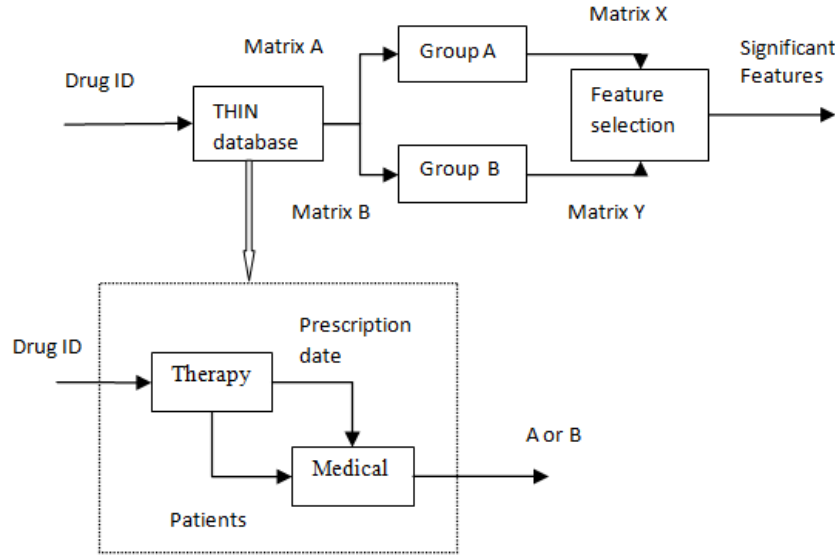 Matrix A
Matrix X
Drug ID
THIN
database
Group A
Group B
Feature
selection
Significant
Features
Matrix B
Matrix Y
Drug ID
Prescription
date
Therapy
Medical
A or B
Patients